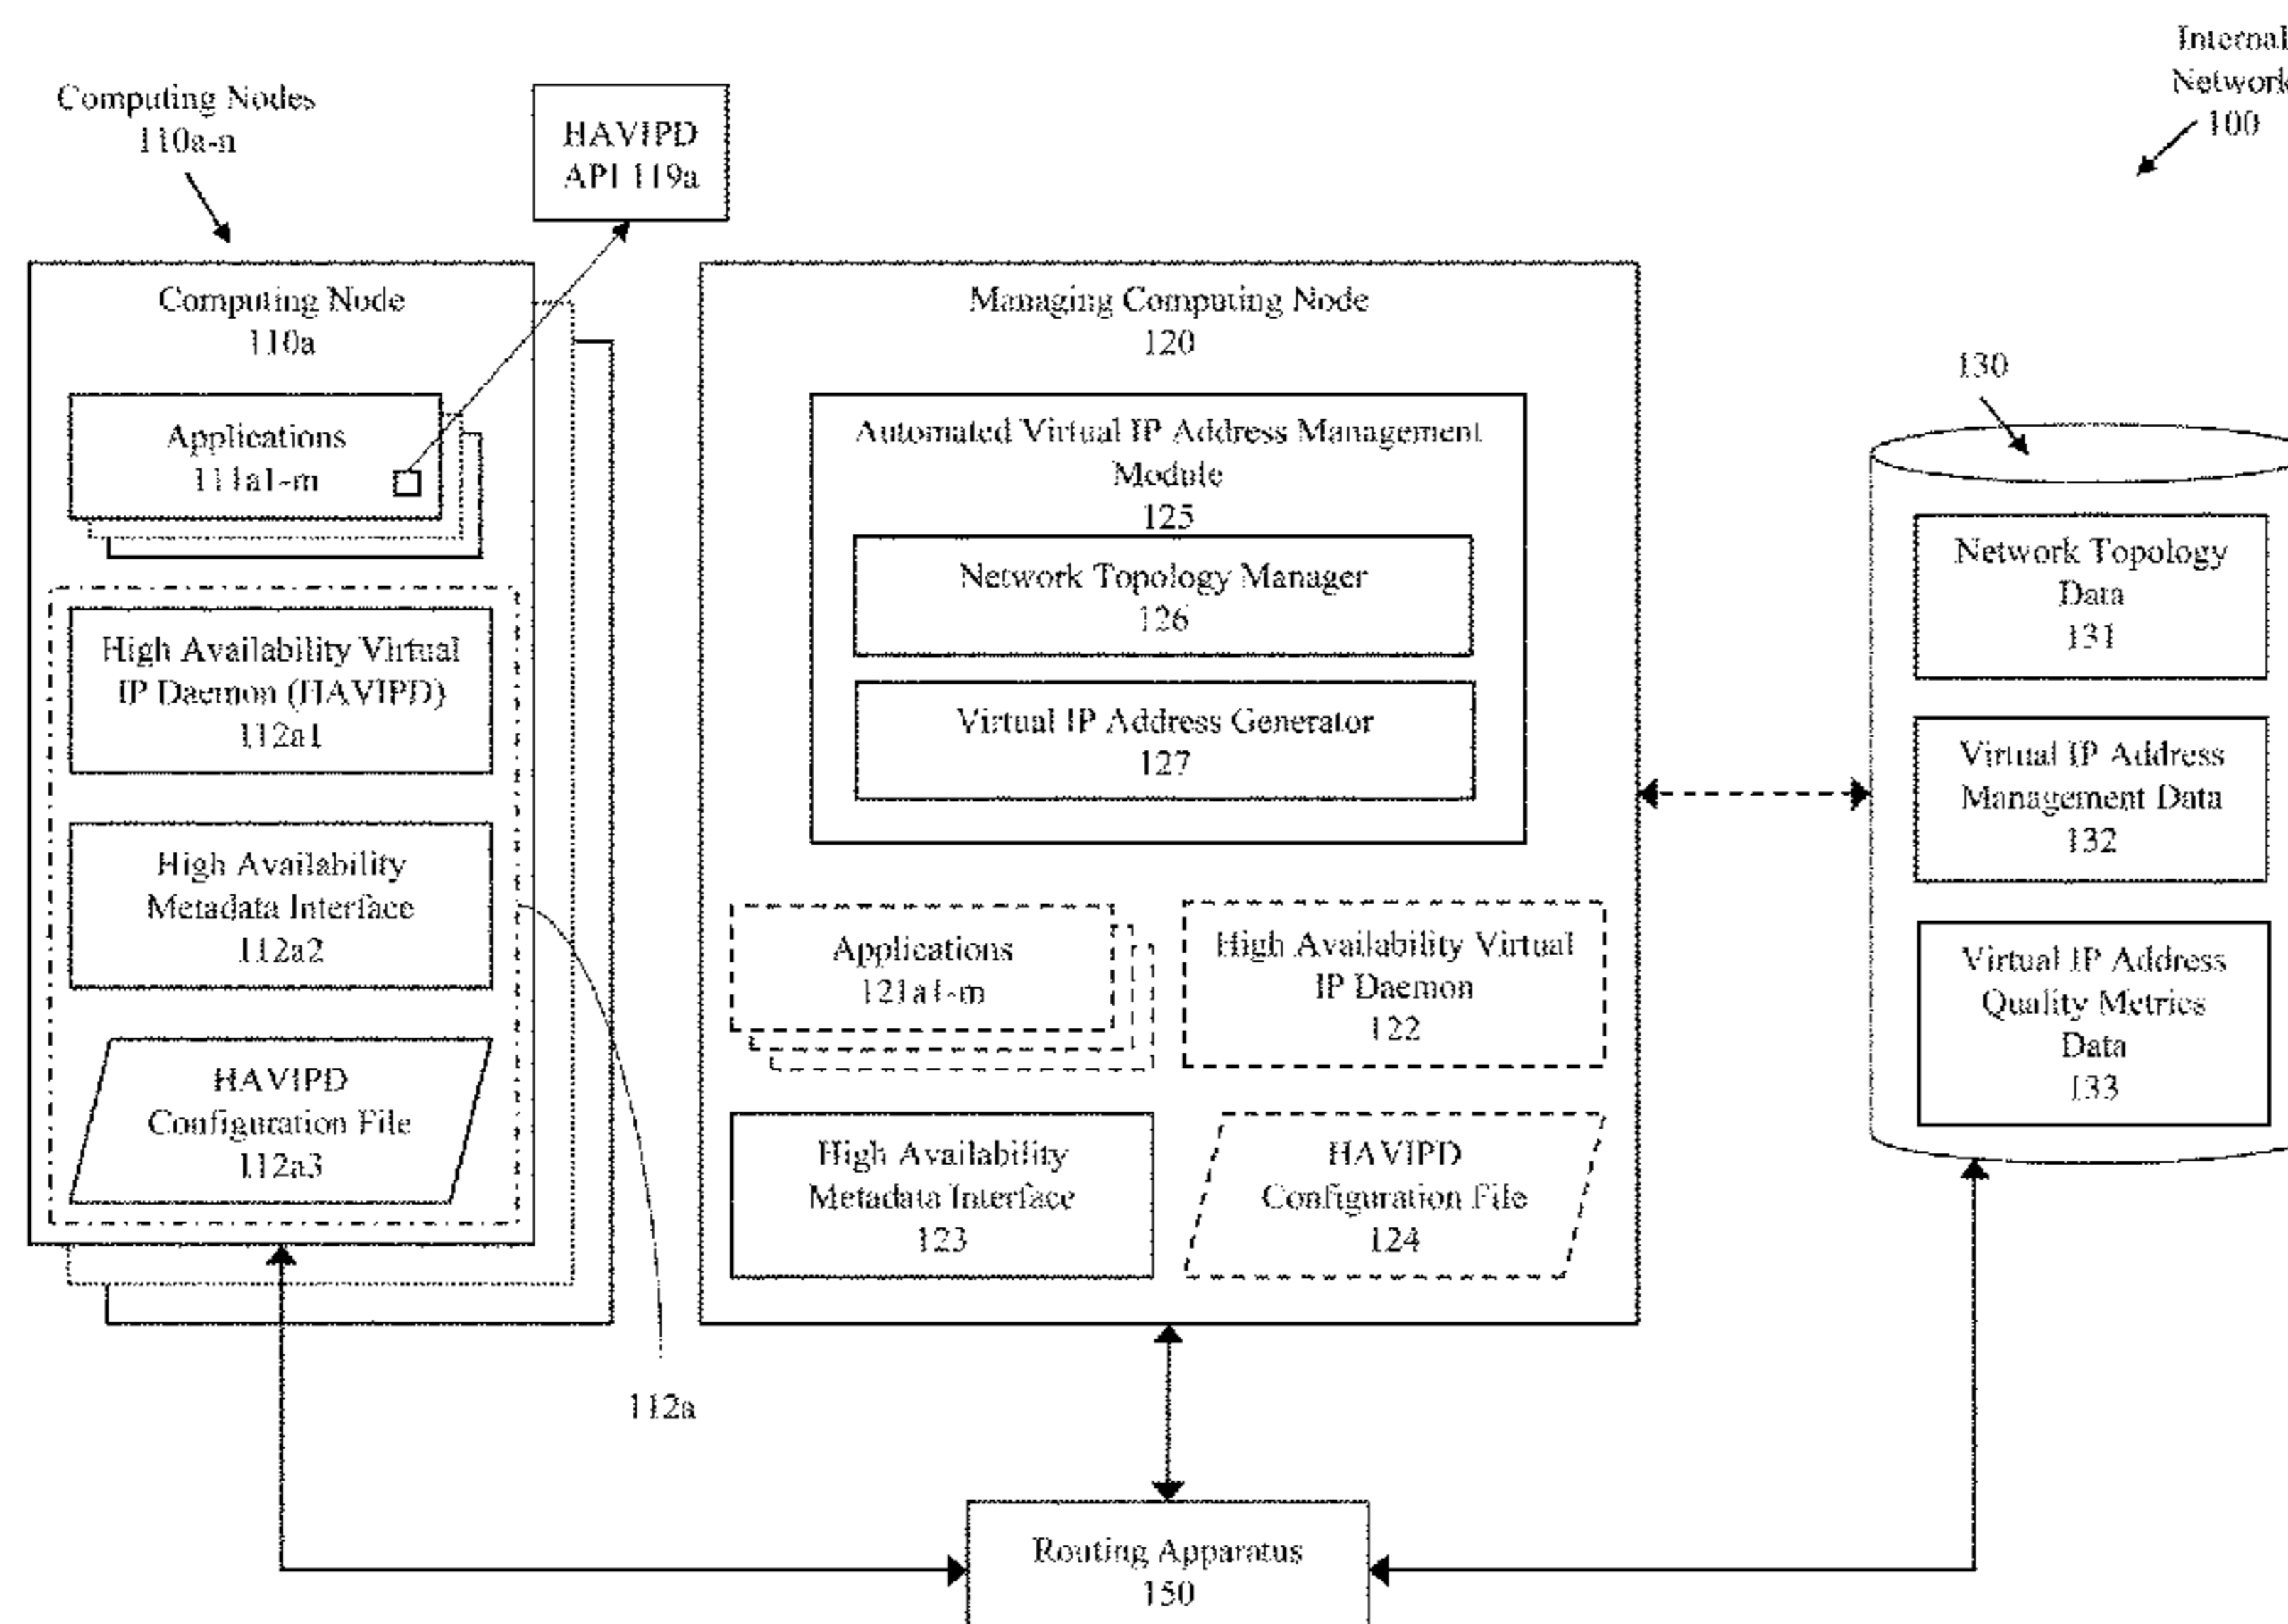 Internal
Network
100
Computing Nodes
110a-n
HAVIPD
API 119a
Computing Node
110a
Applications
111a1-m
High Availability Virtual
IP Daemon (HAVIPD)
112a1
High Availability
Metadata Interface
112a2
HAVIPD
Configuration File
112a3
112a
Managing Computing Node
120
Automated Virtual IP Address Management
Module
125
Network Topology Manager
126
Virtual IP Address Generator
127
Applications
121a1-m
High Availability Virtual
IP Daemon
122
High Availability
Metadata Interface
123
HAVIPD
Configuration File
124
130
Network Topology
Data
131
Virtual IP Address
Management Data
132
Virtual IP Address
Quality Metrics
Data
133
Routing Apparatus
150